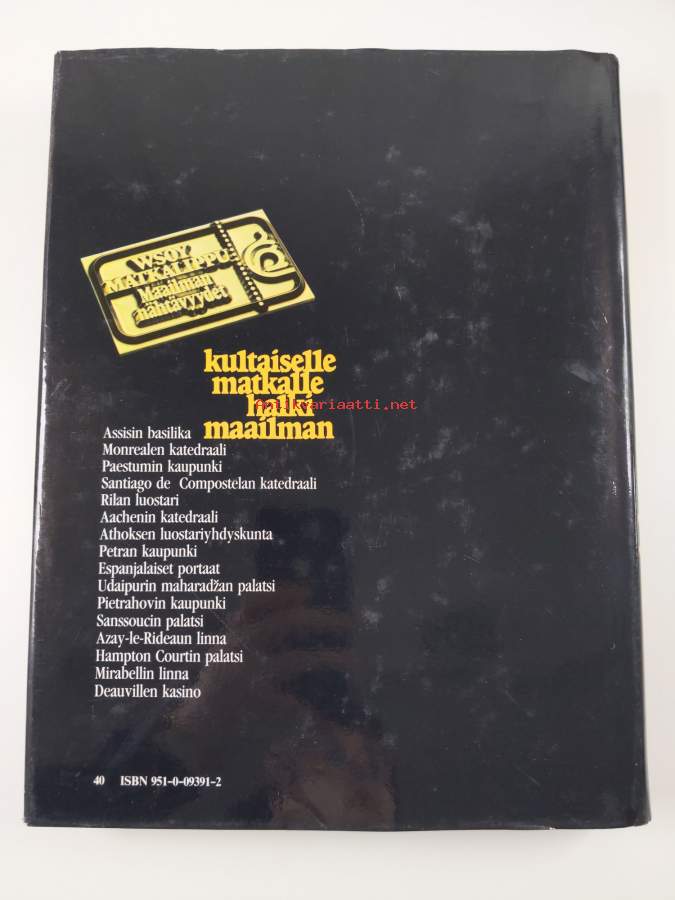 WSOY
MATKALIPPU
Maailman
nähtävyydet
kultaiselle
matkalle
halki
maailman
antikvariaatti.net
Assisin basilika
Monrealen katedraali
Paestumin kaupunki
Santiago de Compostelan katedraali
Rilan luostari
Aachenin katedraali
Athoksen luostariyhdyskunta
Petran kaupunki
Espanjalaiset portaat
Udaipurin maharadžan palatsi
Pietrahovin kaupunki
Sanssoucin palatsi
Azay-le-Rideaun linna
Hampton Courtin palatsi
Mirabellin linna
Deauvillen kasino
40 ISBN 951-0-09391-2